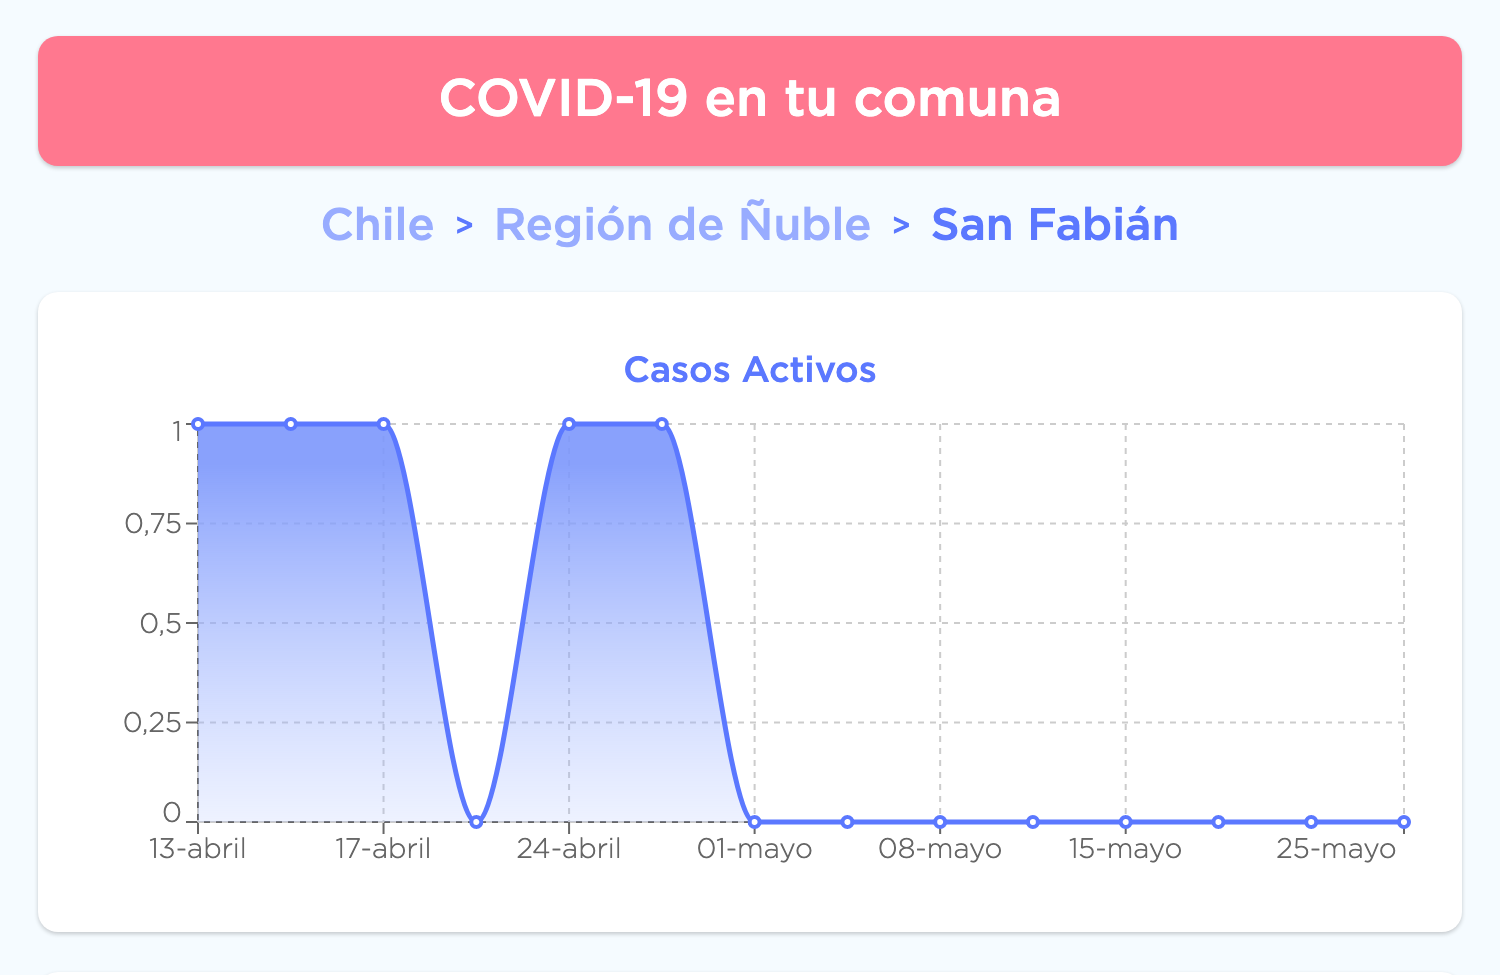 COVID-19 en tu comuna
Chile > Región de Ñuble > San Fabián
Casos Activos
1
0,75
0,5
0,25
0
13-abril 17-abril 24-abril 01-mayo 08-mayo 15-mayo 25-mayo